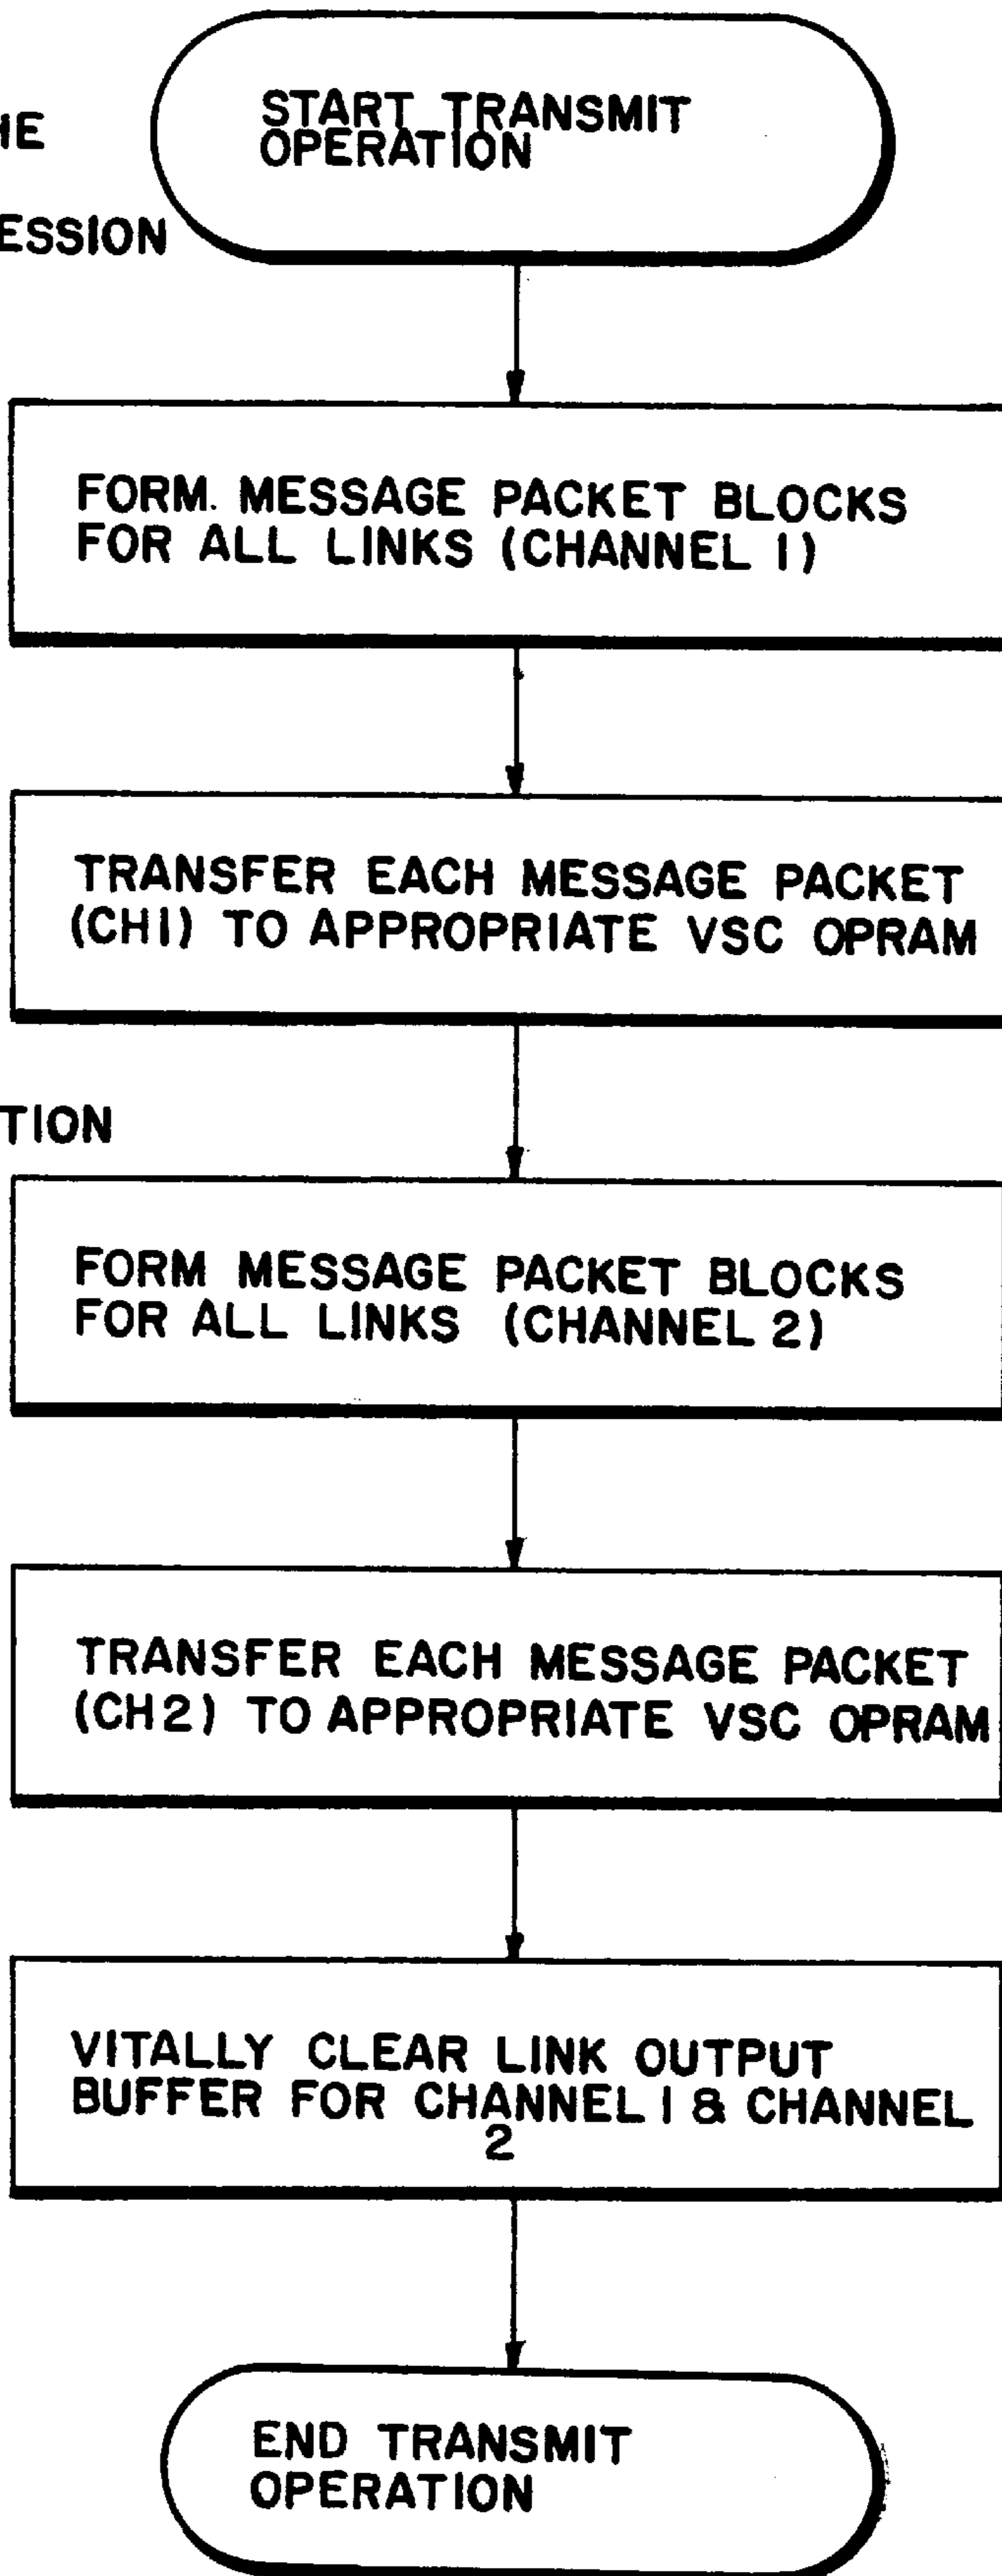 HE
ESSION
START TRANSMIT
OPERATION
FORM. MESSAGE PACKET BLOCKS
FOR ALL LINKS (CHANNEL 1)
TRANSFER EACH MESSAGE PACKET
(CH1) TO APPROPRIATE VSC OPRAM
TION
FORM MESSAGE PACKET BLOCKS
FOR ALL LINKS (CHANNEL 2)
TRANSFER EACH MESSAGE PACKET
(CH2) TO APPROPRIATE VSC OPRAM
VITALLY CLEAR LINK OUTPUT
BUFFER FOR CHANNEL 1 & CHANNEL
2
END TRANSMIT
OPERATION